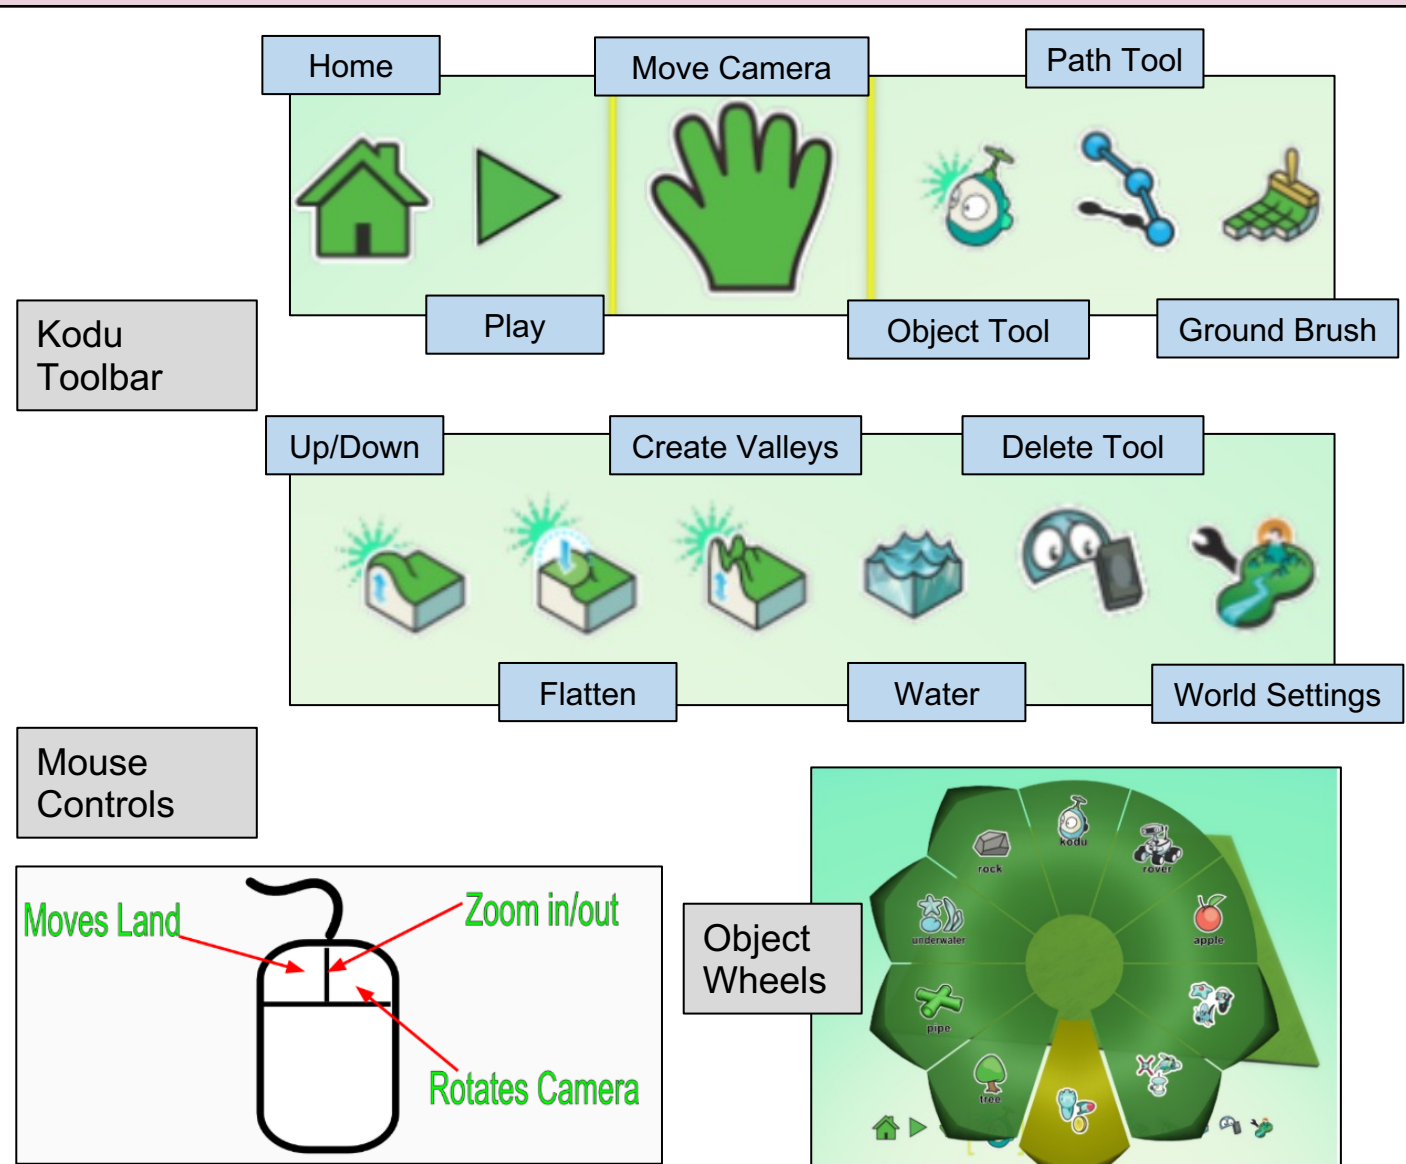 Home
Move Camera
Path Tool
Play
Object Tool
Ground Brush
Kodu
Toolbar
Up/Down
Create Valleys
Delete Tool
Flatten
Water
World Settings
Mouse
Controls
Moves Land
Zoom in/out
Rotates Camera
Object
Wheels
kodu
rock
rover
underwater
apple
pipe
tree